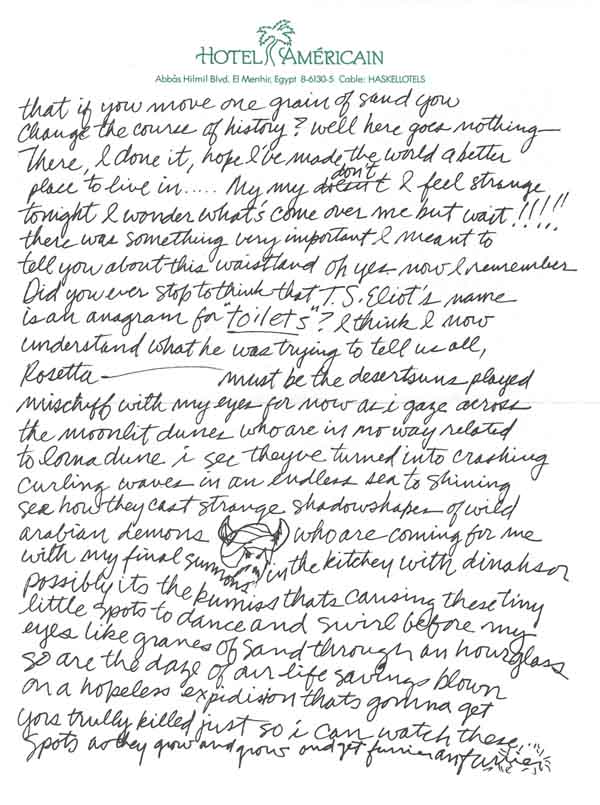 HOTEL AMÉRICAIN
Abbâs Hilmil Blvd. El Menhir, Egypt 8-6130-5 Cable: HASKELLOTELS
that if you move one grain of sand you
change the course of history? well here goes nothing—
There, I done it, hope I've made the world a better
place to live in..... My my doesn't don't I feel strange
tonight I wonder what's come over me but wait!!!!!
there was something very important I meant to
tell you about this waistland oh yes now I remember
Did you ever stop to think that T.S. Eliot's name
is an anagram for "toilets"? I think I now
understand what he was trying to tell us all,
Rosetta — must be the desertsuns played
mischiff with my eyes for now as i gaze across
the moonlit dunes who are in no way related
to lorna dune i see theyve turned into crashing
curling waves in an endless sea to shining
sea how they cast strange shadowshapes of wild
arabian demons who are coming for me
with my final summons in the kitchey with dinahsor
possibly its the kumiss thats causing these tiny
little spots to dance and swirl before my
eyes like granes of sand through an hourglass
so are the daze of our life savings blown
on a hopeless expidision thats gonna get
yors trully killed just so i can watch these
spots as they grow and grow and get furrier an furrier